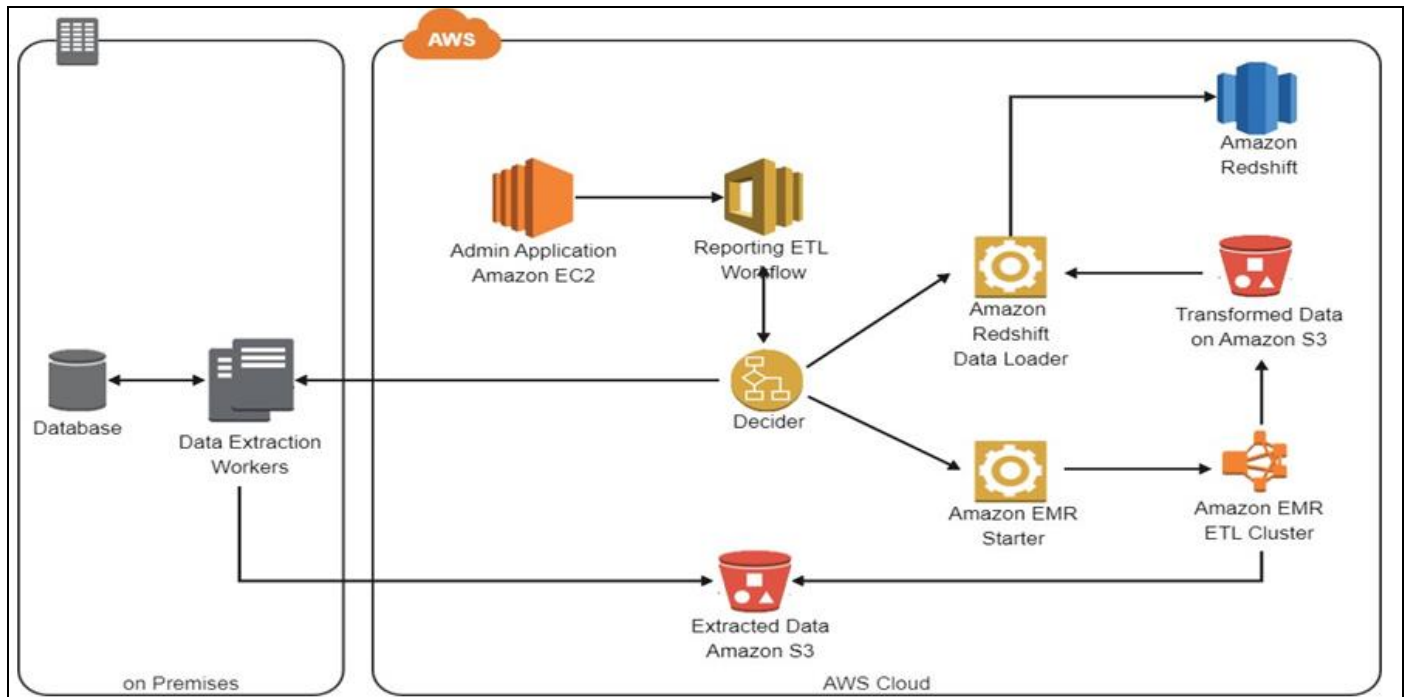 AWS
Amazon
Redshift
Admin Application
Amazon EC2
Reporting ETL
Workflow
Amazon
Redshift
Data Loader
Transformed Data
on Amazon S3
Database
Data Extraction
Workers
Decider
Amazon EMR
Starter
Amazon EMR
ETL Cluster
Extracted Data
Amazon S3
on Premises
AWS Cloud